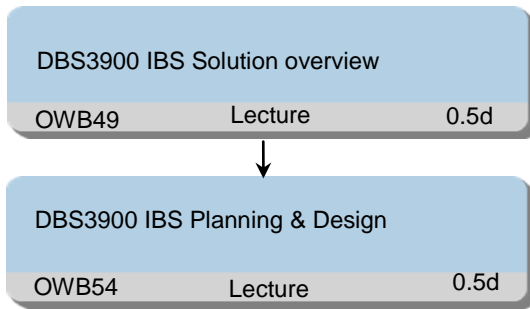 DBS3900 IBS Solution overview
OWB49 Lecture 0.5d
DBS3900 IBS Planning & Design
OWB54 Lecture 0.5d